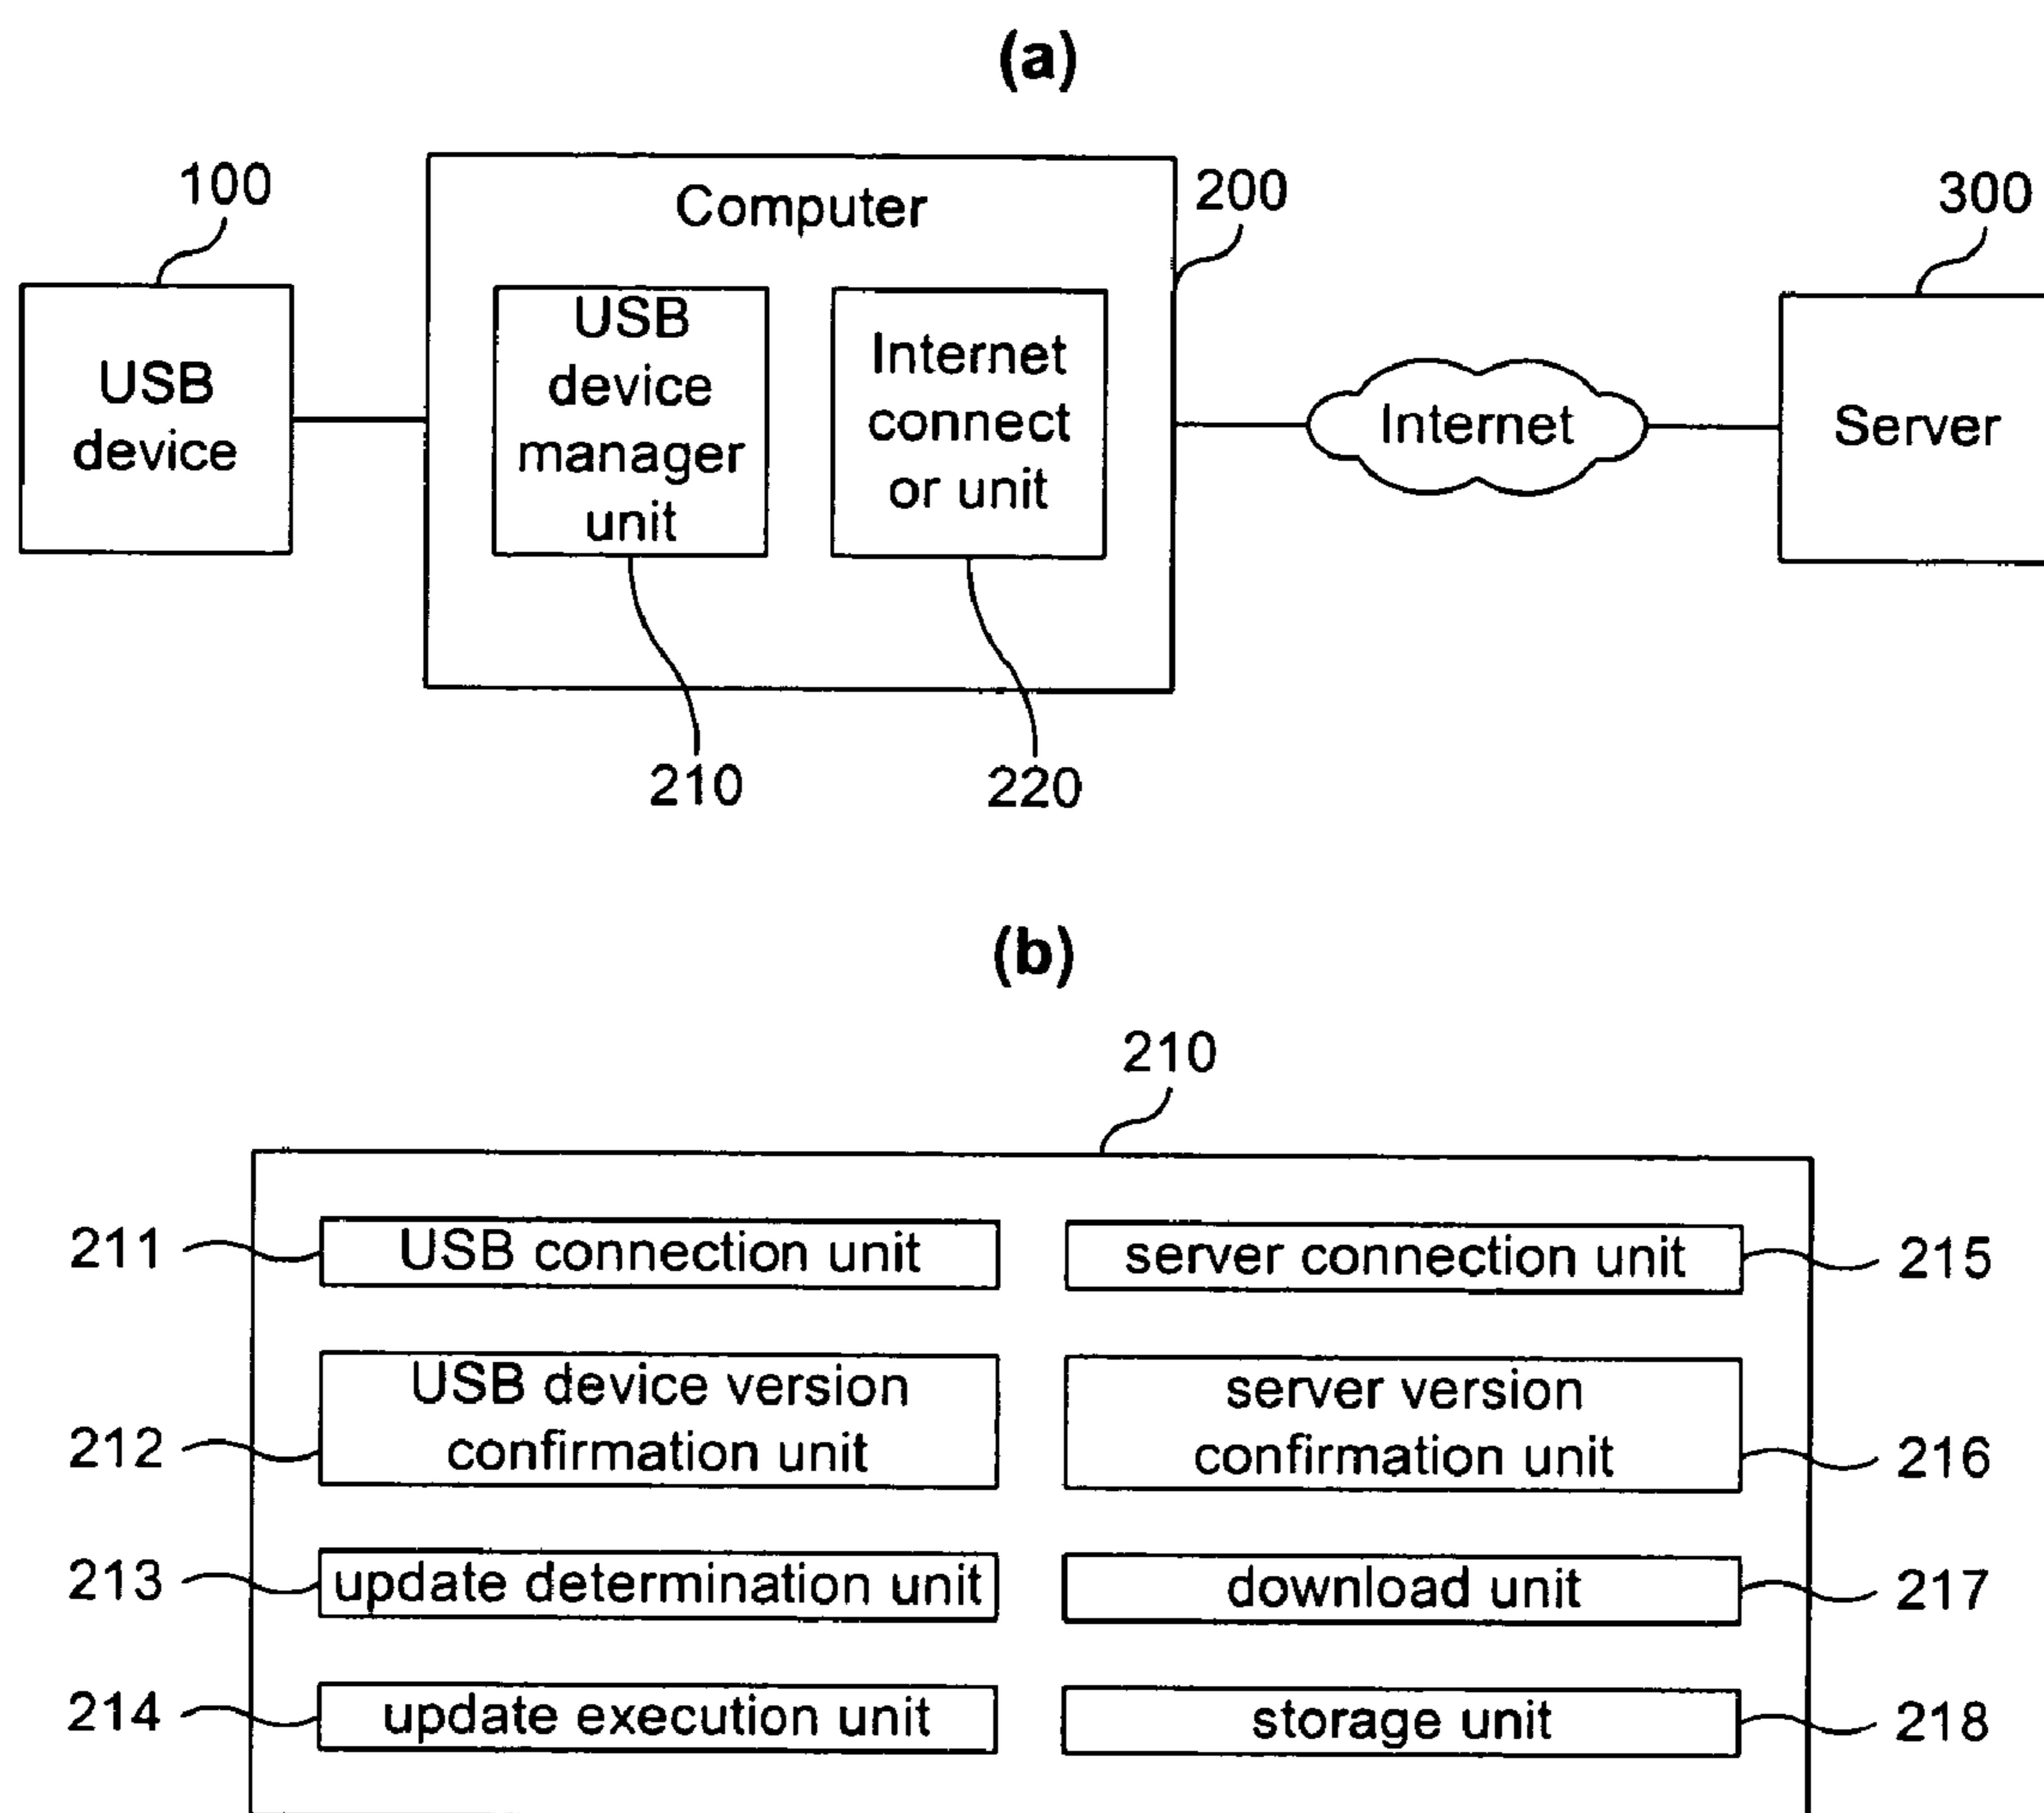 (a)
100
Computer
200
300
USB
device
USB
device
manager
unit
Internet
connect
or unit
Internet
Server
210
220
(b)
210
211
USB connection unit
server connection unit
215
212
USB device version
confirmation unit
server version
confirmation unit
216
213
update determination unit
download unit
217
214
update execution unit
storage unit
218